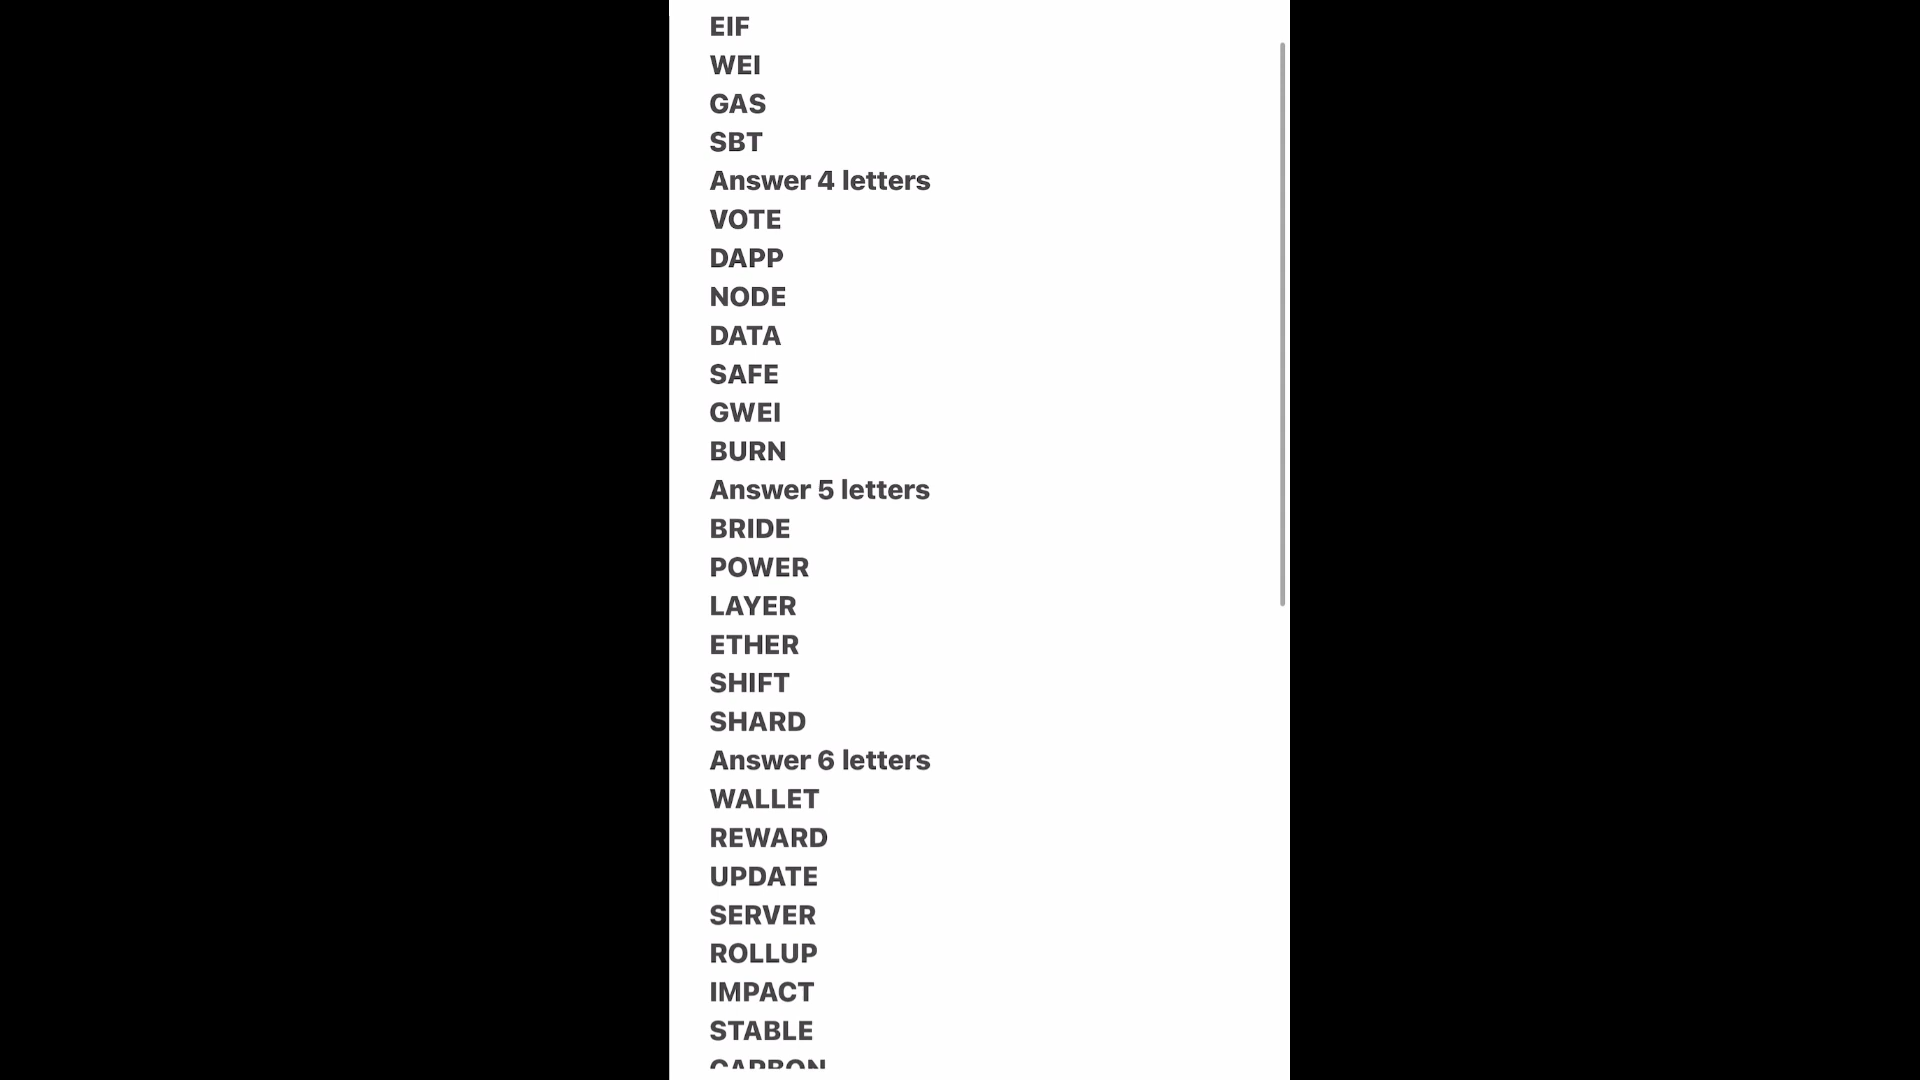 EIF
WEI
GAS
SBT
Answer 4 letters
VOTE
DAPP
NODE
DATA
SAFE
GWEI
BURN
Answer 5 letters
BRIDE
POWER
LAYER
ETHER
SHIFT
SHARD
Answer 6 letters
WALLET
REWARD
UPDATE
SERVER
ROLLUP
IMPACT
STABLE
CARBON